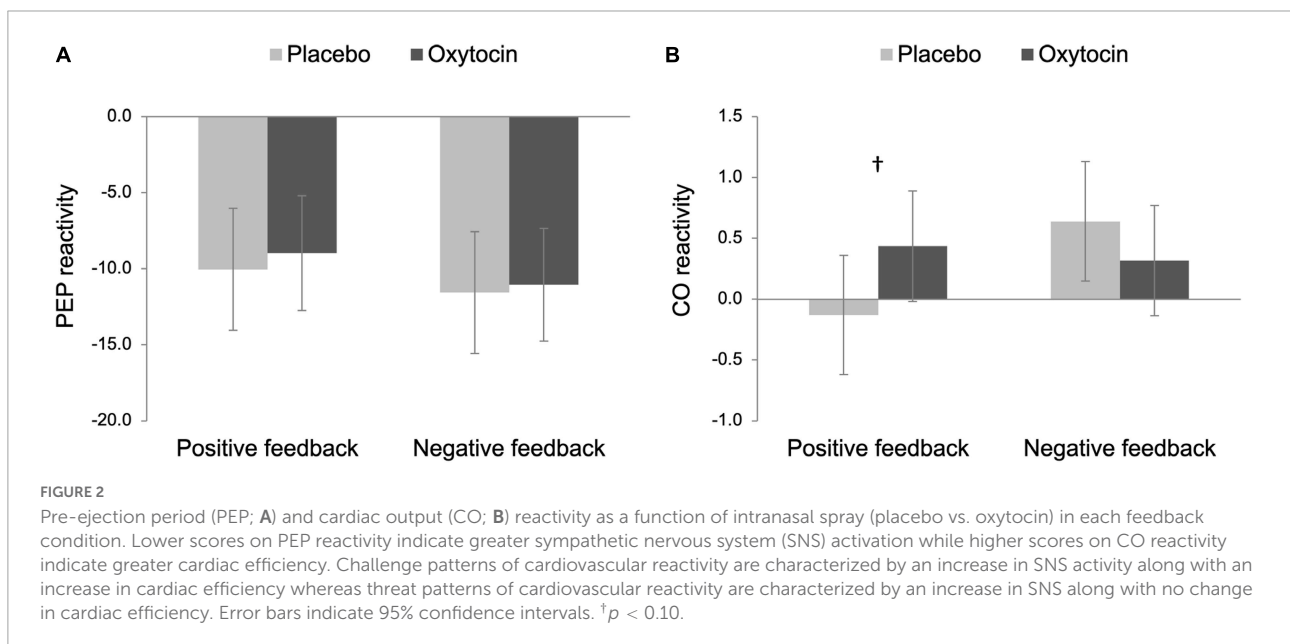 A
Placebo Oxytocin
0.0
-5.0
-10.0
-15.0
-20.0
PEP reactivity
Positive feedback Negative feedback
B
Placebo Oxytocin
1.5
1.0
0.5
0.0
-0.5
-1.0
CO reactivity
†
Positive feedback Negative feedback
FIGURE 2
Pre-ejection period (PEP; A) and cardiac output (CO; B) reactivity as a function of intranasal spray (placebo vs. oxytocin) in each feedback
condition. Lower scores on PEP reactivity indicate greater sympathetic nervous system (SNS) activation while higher scores on CO reactivity
indicate greater cardiac efficiency. Challenge patterns of cardiovascular reactivity are characterized by an increase in SNS activity along with an
increase in cardiac efficiency whereas threat patterns of cardiovascular reactivity are characterized by an increase in SNS along with no change
in cardiac efficiency. Error bars indicate 95% confidence intervals. †p < 0.10.